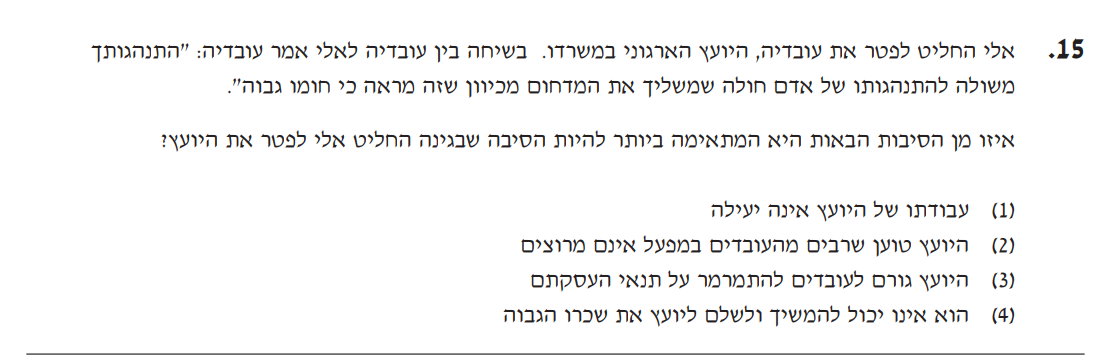 15. אלי החליט לפטר את עובדיה, היועץ הארגוני במשרדו. בשיחה בין עובדיה לאלי אמר עובדיה: "התנהגותך
משולה להתנהגותו של אדם חולה שמשליך את המדחום מכיוון שזה מראה כי חומו גבוה".
איזו מן הסיבות הבאות היא המתאימה ביותר להיות הסיבה שבגינה החליט אלי לפטר את היועץ?
(1) עבודתו של היועץ אינה יעילה
(2) היועץ טוען שרבים מהעובדים במפעל אינם מרוצים
(3) היועץ גורם לעובדים להתמרמר על תנאי העסקתם
(4) הוא אינו יכול להמשיך ולשלם ליועץ את שכרו הגבוה